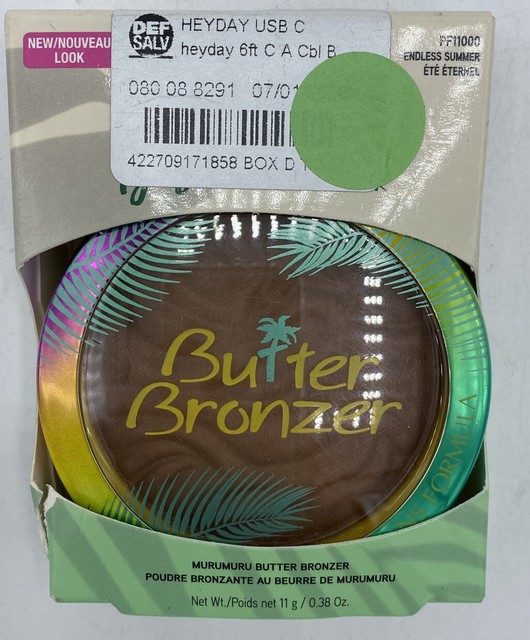 NEW/NOUVEAU
LOOK
DEF
SALV
HEYDAY USB C
heyday 6ft C A Cbl B
080 08 8291 07/01
422709171858 BOX D
PF11000
ENDLESS SUMMER
ÉTÉ ÉTERNEL
Butter
Bronzer
FORMULA
MURUMURU BUTTER BRONZER
POUDRE BRONZANTE AU BEURRE DE MURUMURU
Net Wt./Poids net 11 g / 0.38 Oz.